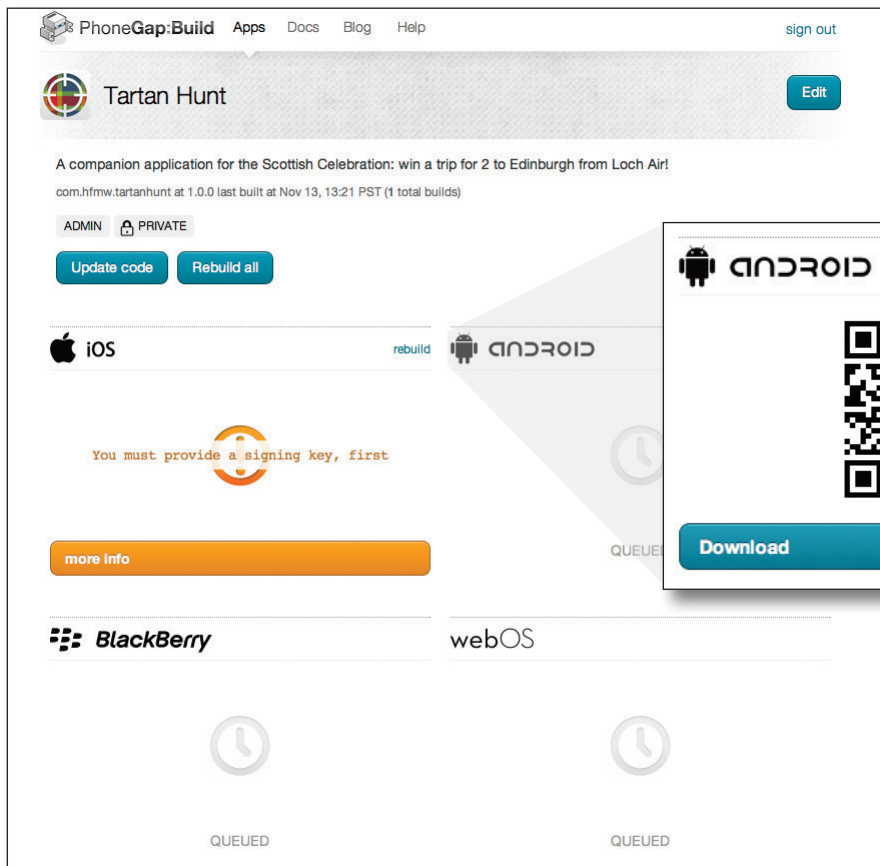 PhoneGap:Build Apps Docs Blog Help sign out
Tartan Hunt Edit
A companion application for the Scottish Celebration: win a trip for 2 to Edinburgh from Loch Air!
com.hfmw.tartanhunt at 1.0.0 last built at Nov 13, 13:21 PST (1 total builds)
ADMIN PRIVATE
Update code Rebuild all
iOS rebuild
ANDROID
ANDROID
You must provide a signing key, first
more info
QUEUED
Download
BlackBerry webOS
QUEUED QUEUED